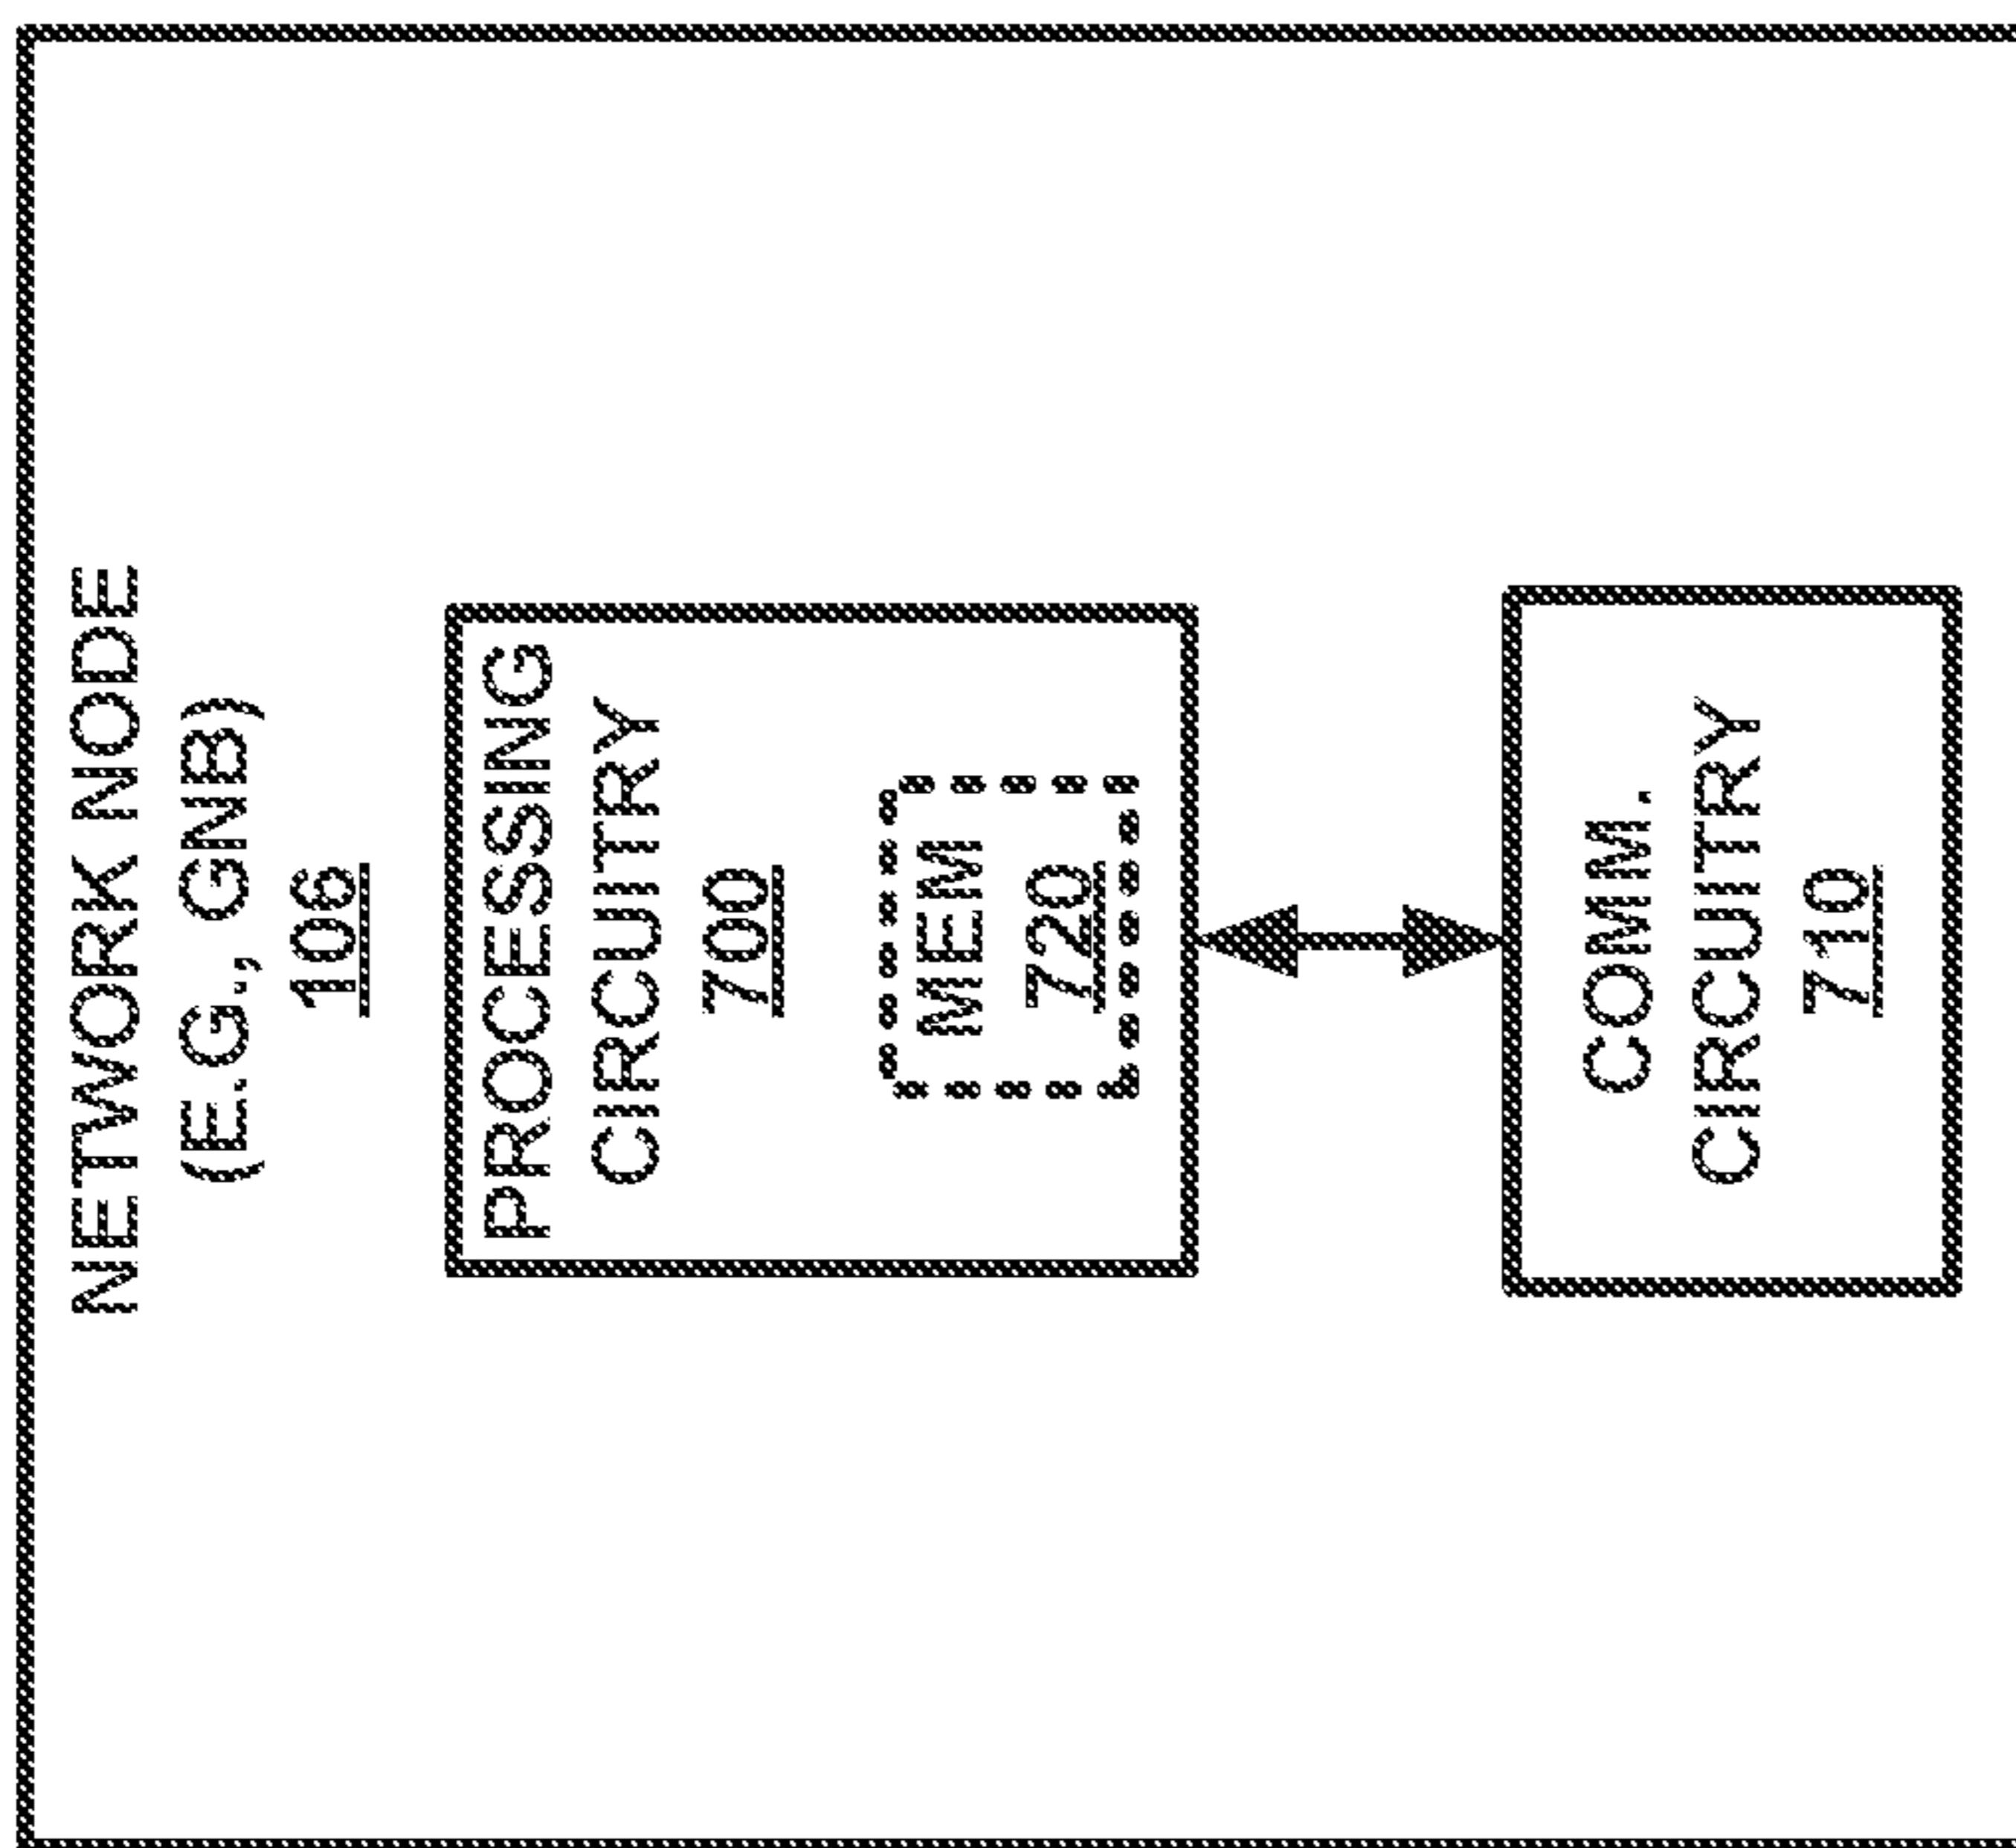 NETWORK NODE
(E.G., GNB)
106
PROCESSING
CIRCUITRY
700
MEM
720
COMM.
CIRCUITRY
710